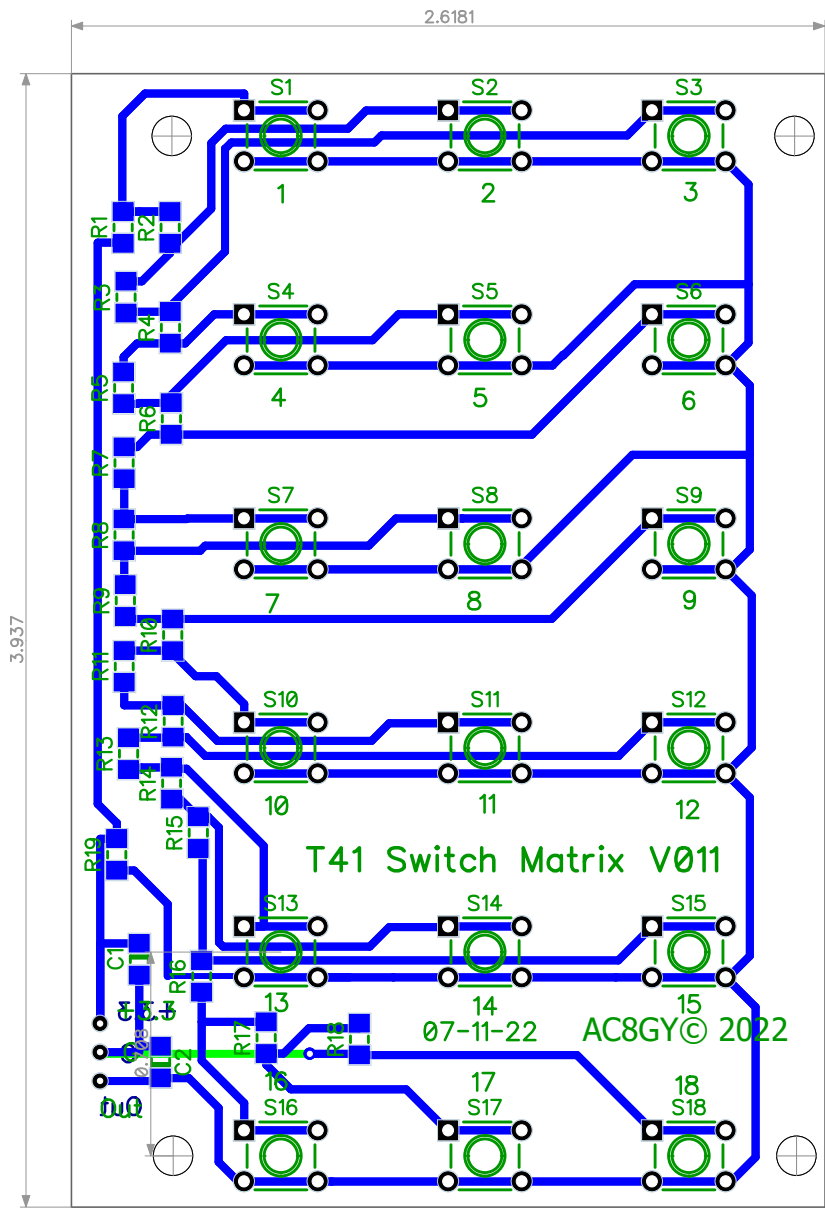 2.6181
S1 S2 S3
1 2 3
R1 R2
R3
S4 S5 S6
R4
R5
4 5 6
R6
R7
S7 S8 S9
R8
R9
7 8 9
R10
3.937
R11
S10 S11 S12
R12
R13
R14
10 11 12
R15
R19
T41 Switch Matrix V011
S13 S14 S15
C1
R16
13 14 15
R17 R18
07-11-22 AC8GY© 2022
C2
16 17 18
Out
S16 S17 S18